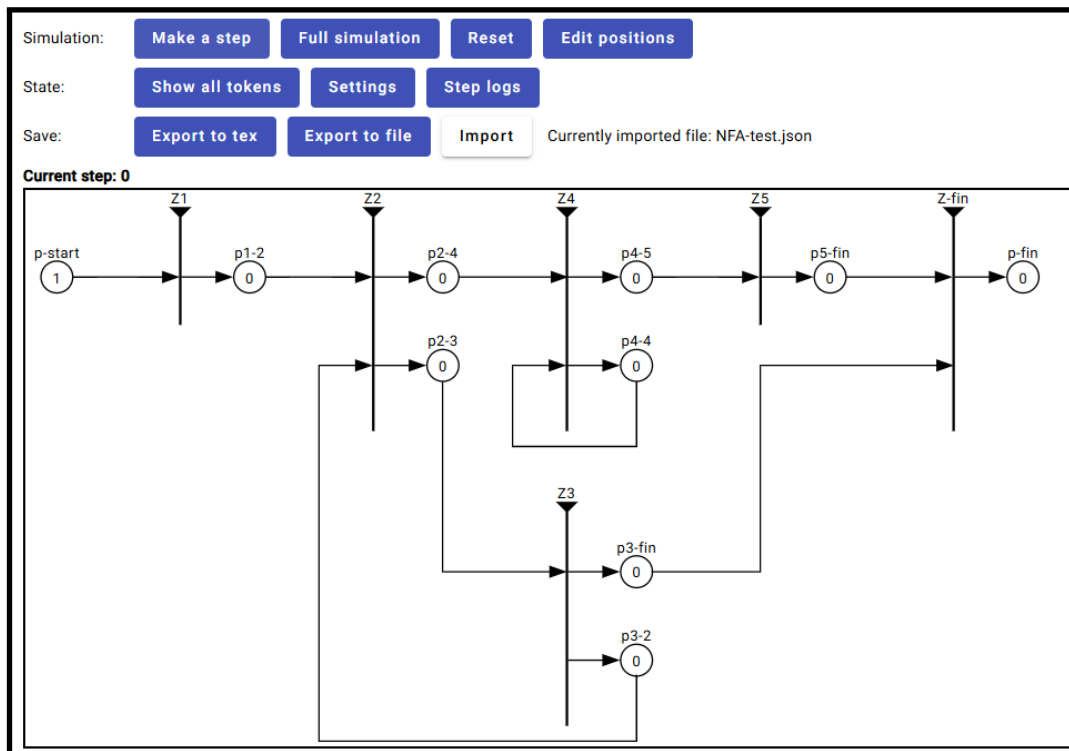 Simulation: Make a step Full simulation Reset Edit positions
State: Show all tokens Settings Step logs
Save: Export to tex Export to file Import Currently imported file: NFA-test.json
Current step: 0
Z1 Z2 Z4 Z5 Z-fin
p-start p1-2 p2-4 p4-5 p5-fin p-fin
1 0 0 0 0 0
p2-3 p4-4
0 0
Z3
p3-fin
0
p3-2
0